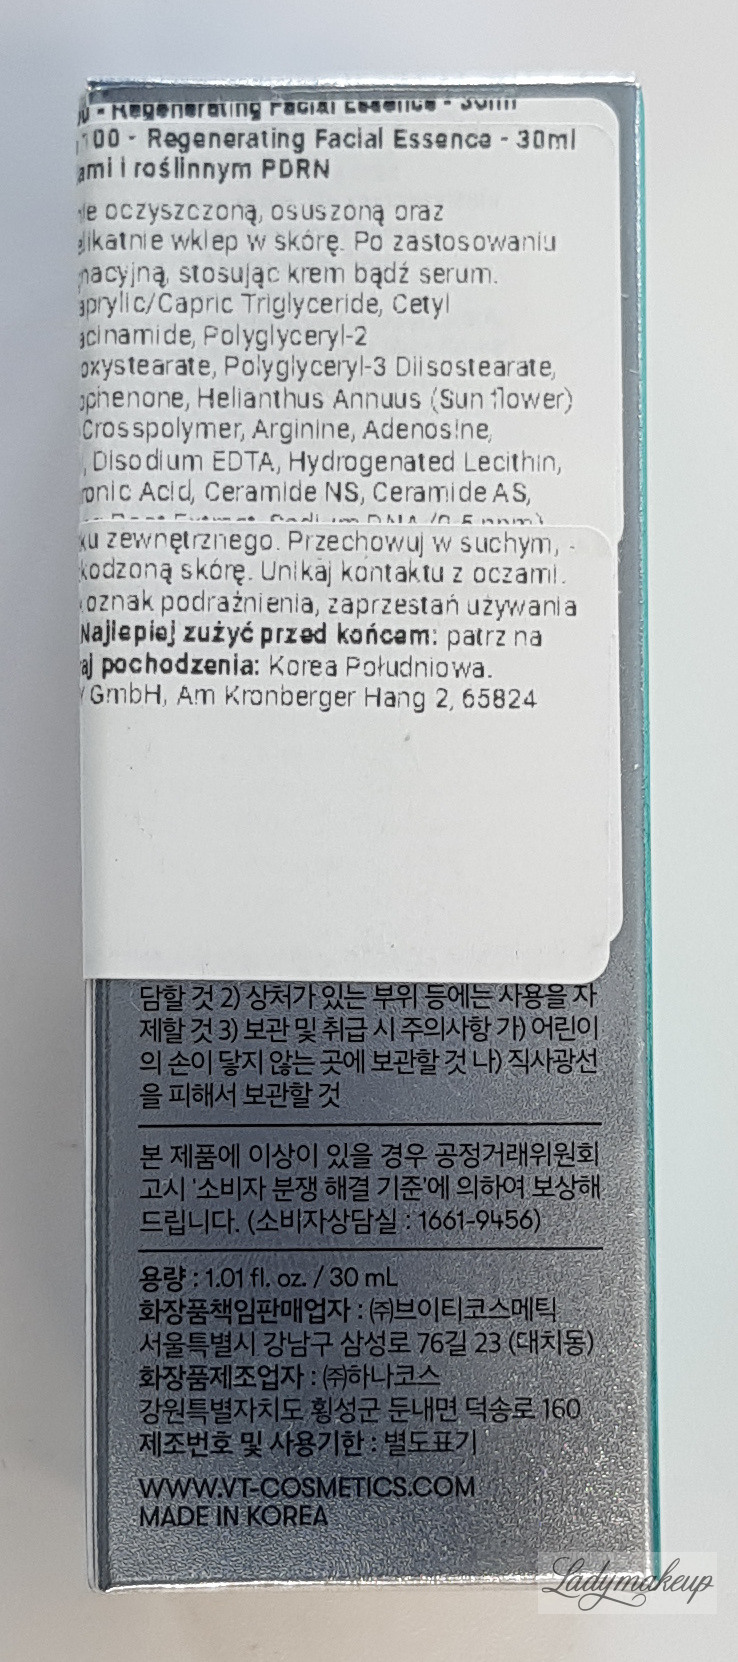 - Regenerating Facial Essence - 30ml
100 - Regenerating Facial Essence - 30ml
ami i roślinnym PDRN
oczyszczoną, osuszoną oraz
likatnie wklep w skórę. Po zastosowaniu
nacyjną, stosując krem bądź serum.
aprylic/Capric Triglyceride, Cetyl
acinamide, Polyglyceryl-2
oxystearate, Polyglyceryl-3 Diisostearate,
ophenone, Helianthus Annuus (Sunflower)
Crosspolymer, Arginine, Adenosine,
, Disodium EDTA, Hydrogenated Lecithin,
ronic Acid, Ceramide NS, Ceramide AS,
Root Extract, Sodium DNA (0.5 ppm)
ku zewnętrznego. Przechowuj w suchym,
kodzoną skórę. Unikaj kontaktu z oczami.
oznak podrażnienia, zaprzestań używania
Najlepiej zużyć przed końcem: patrz na
aj pochodzenia: Korea Południowa.
GmbH, Am Kronberger Hang 2, 65824
담할 것 2) 상처가 있는 부위 등에는 사용을 자
제할 것 3) 보관 및 취급 시 주의사항 가) 어린이
의 손이 닿지 않는 곳에 보관할 것 나) 직사광선
을 피해서 보관할 것
본 제품에 이상이 있을 경우 공정거래위원회
고시 '소비자 분쟁 해결 기준'에 의하여 보상해
드립니다. (소비자상담실 : 1661-9456)
용량 : 1.01 fl. oz. / 30 mL
화장품책임판매업자 : ㈜브이티코스메틱
서울특별시 강남구 삼성로 76길 23 (대치동)
화장품제조업자 : ㈜하나코스
강원특별자치도 횡성군 둔내면 덕송로 160
제조번호 및 사용기한 : 별도표기
WWW.VT-COSMETICS.COM
MADE IN KOREA
Ladymakeup